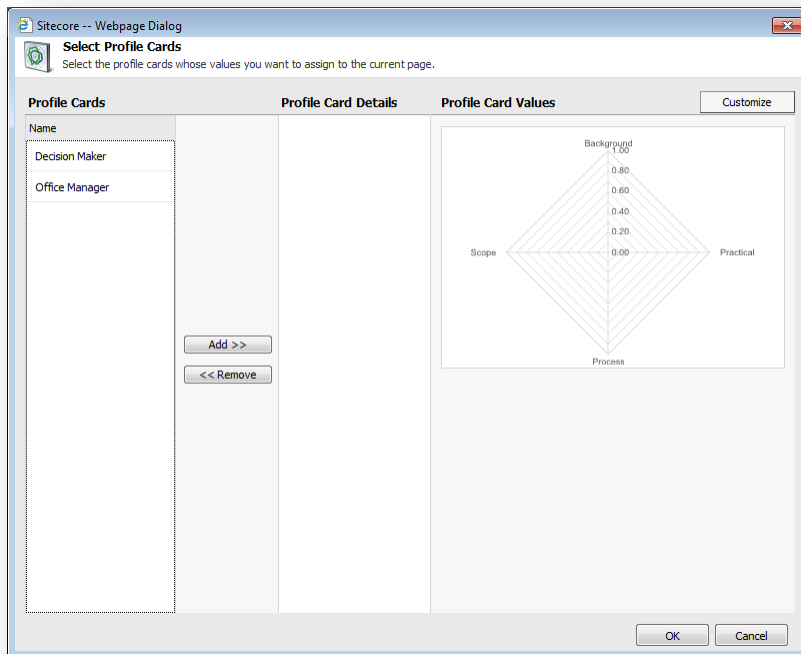 Sitecore -- Webpage Dialog
Select Profile Cards
Select the profile cards whose values you want to assign to the current page.
Profile Cards
Profile Card Details
Profile Card Values
Customize
Name
Decision Maker
Office Manager
Add >>
<< Remove
Background
1.00
0.80
0.60
0.40
0.20
0.00
Scope
Practical
Process
OK
Cancel